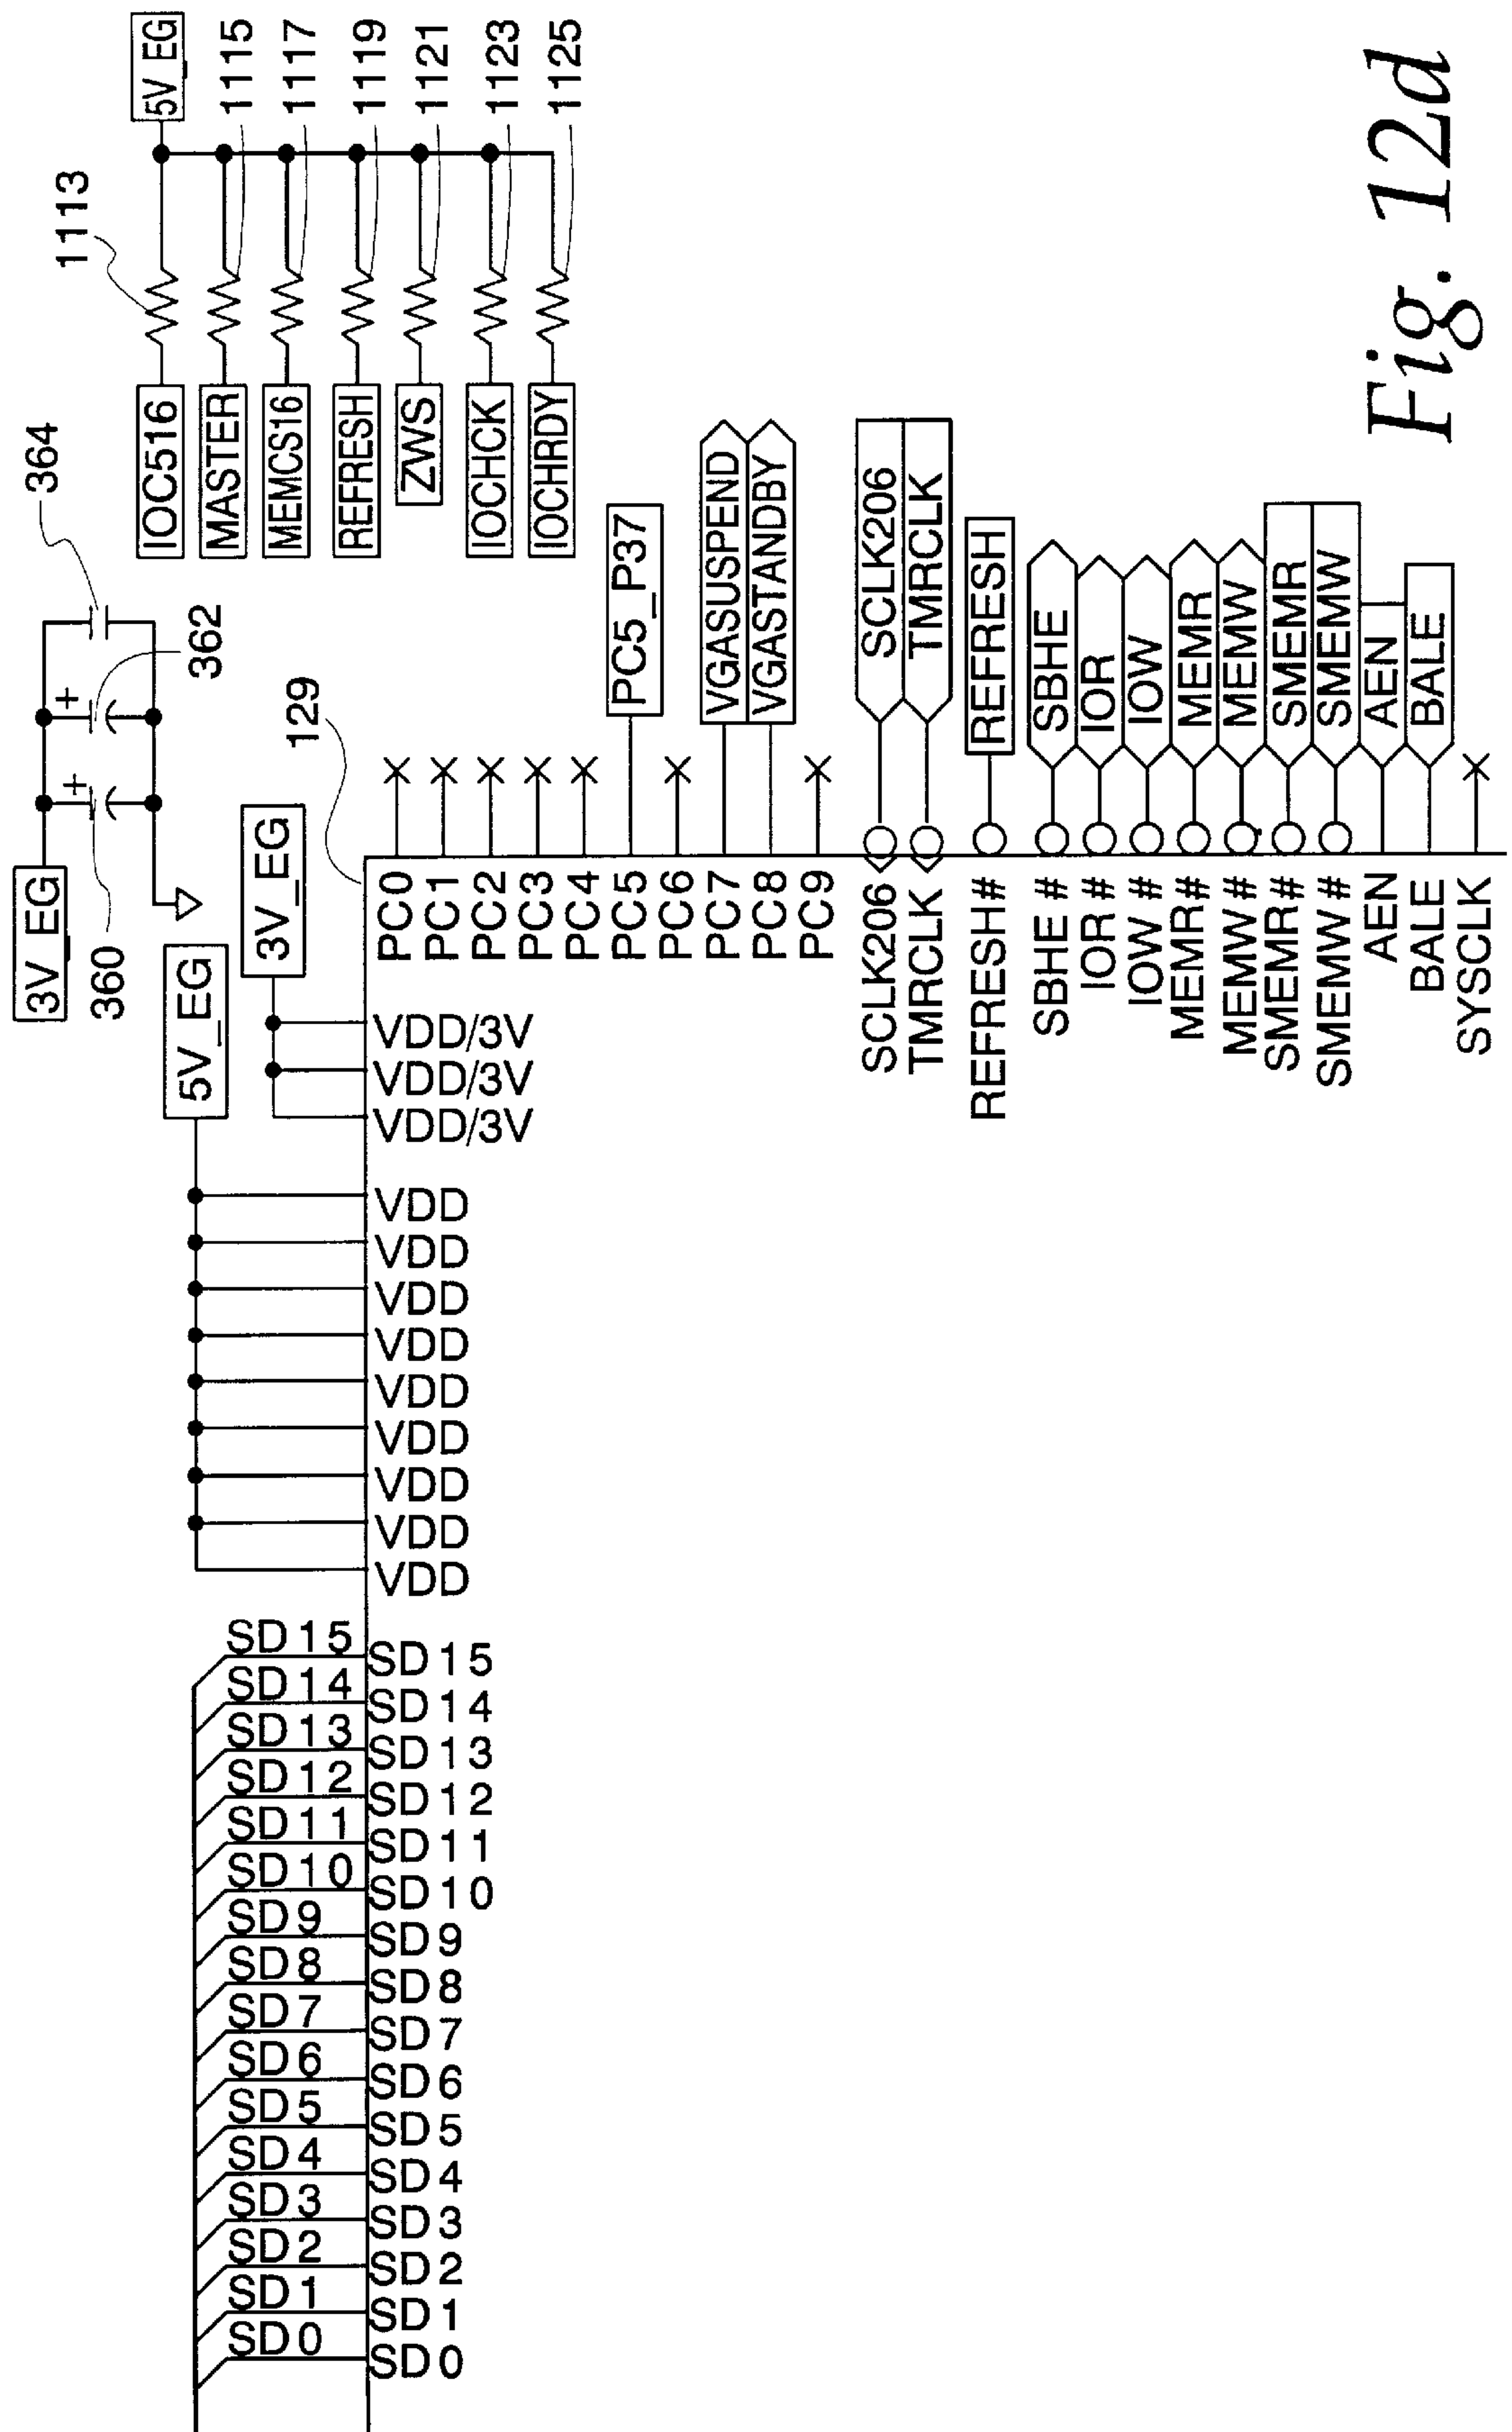 3V_EG
360
362
364
5V_EG
1113
1115
1117
1119
1121
1123
1125
IOC516
MASTER
MEMCS16
REFRESH
ZWS
IOCHCK
IOCHRDY
+
+
5V_EG
3V_EG
129
SD0
SD1
SD2
SD3
SD4
SD5
SD6
SD7
SD8
SD9
SD10
SD11
SD12
SD13
SD14
SD15
SD0
SD1
SD2
SD3
SD4
SD5
SD6
SD7
SD8
SD9
SD10
SD11
SD12
SD13
SD14
SD15
VDD
VDD
VDD
VDD
VDD
VDD
VDD
VDD
VDD
VDD/3V
VDD/3V
VDD/3V
PC0
PC1
PC2
PC3
PC4
PC5
PC5_P37
PC6
PC7
VGASUSPEND
PC8
VGASTANDBY
PC9
SCLK206
SCLK206
TMRCLK
TMRCLK
REFRESH#
REFRESH
SBHE #
SBHE
IOR #
IOR
IOW #
IOW
MEMR#
MEMR
MEMW #
MEMW
SMEMR#
SMEMR
SMEMW #
SMEMW
AEN
AEN
BALE
BALE
SYSCLK
Fig. 12d